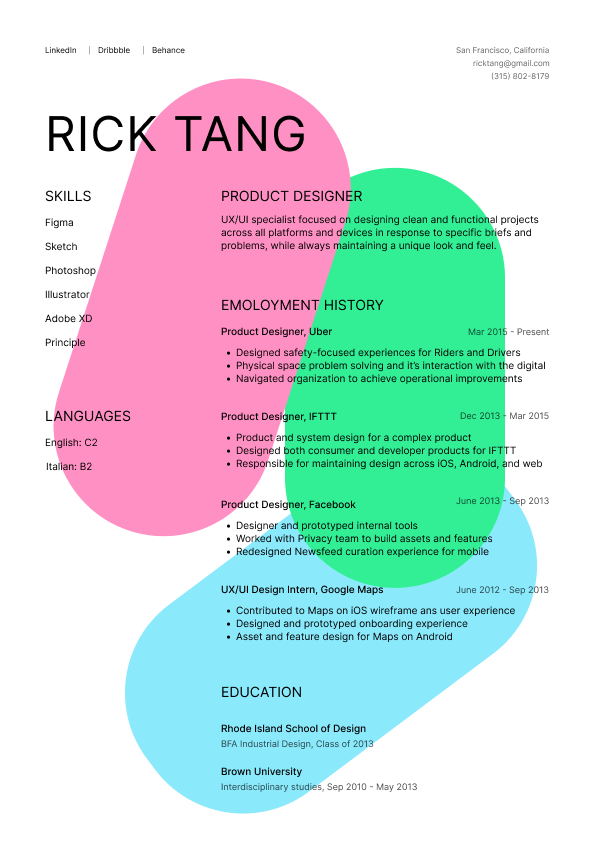 LinkedIn | Dribbble | Behance
San Francisco, California
ricktang@gmail.com
(315) 802-8179
RICK TANG
SKILLS
Figma
Sketch
Photoshop
Illustrator
Adobe XD
Principle
LANGUAGES
English: C2
Italian: B2
PRODUCT DESIGNER
UX/UI specialist focused on designing clean and functional projects
across all platforms and devices in response to specific briefs and
problems, while always maintaining a unique look and feel.
EMOLOYMENT HISTORY
Product Designer, Uber Mar 2015 - Present
• Designed safety-focused experiences for Riders and Drivers
• Physical space problem solving and it's interaction with the digital
• Navigated organization to achieve operational improvements
Product Designer, IFTTT Dec 2013 - Mar 2015
• Product and system design for a complex product
• Designed both consumer and developer products for IFTTT
• Responsible for maintaining design across iOS, Android, and web
Product Designer, Facebook June 2013 - Sep 2013
• Designer and prototyped internal tools
• Worked with Privacy team to build assets and features
• Redesigned Newsfeed curation experience for mobile
UX/UI Design Intern, Google Maps June 2012 - Sep 2013
• Contributed to Maps on iOS wireframe ans user experience
• Designed and prototyped onboarding experience
• Asset and feature design for Maps on Android
EDUCATION
Rhode Island School of Design
BFA Industrial Design, Class of 2013
Brown University
Interdisciplinary studies, Sep 2010 - May 2013